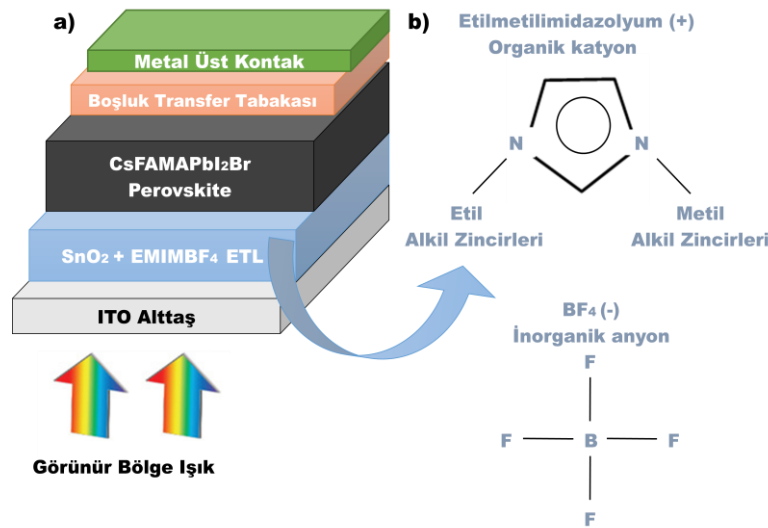 a)
Metal Üst Kontak
Boşluk Transfer Tabakası
CsFAMAPbI₂Br
Perovskite
SnO₂ + EMIMBF₄ ETL
ITO Alttaş
Görünür Bölge Işık
b)
Etilmetilimidazolyum (+)
Organik katyon
N N
Etil
Alkil Zincirleri
Metil
Alkil Zincirleri
BF₄ (-)
İnorganik anyon
F
F B F
F